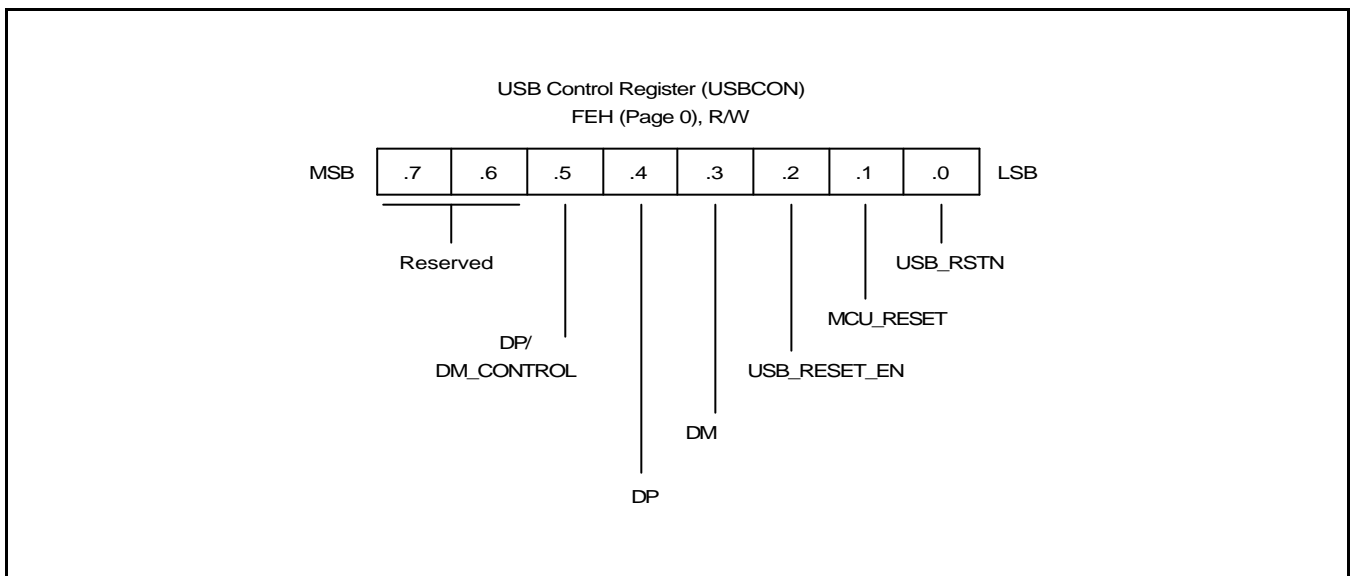 USB Control Register (USBCON)
FEH (Page 0), R/W
MSB .7 .6 .5 .4 .3 .2 .1 .0 LSB
Reserved
USB_RSTN
MCU_RESET
DP/
DM_CONTROL
USB_RESET_EN
DM
DP